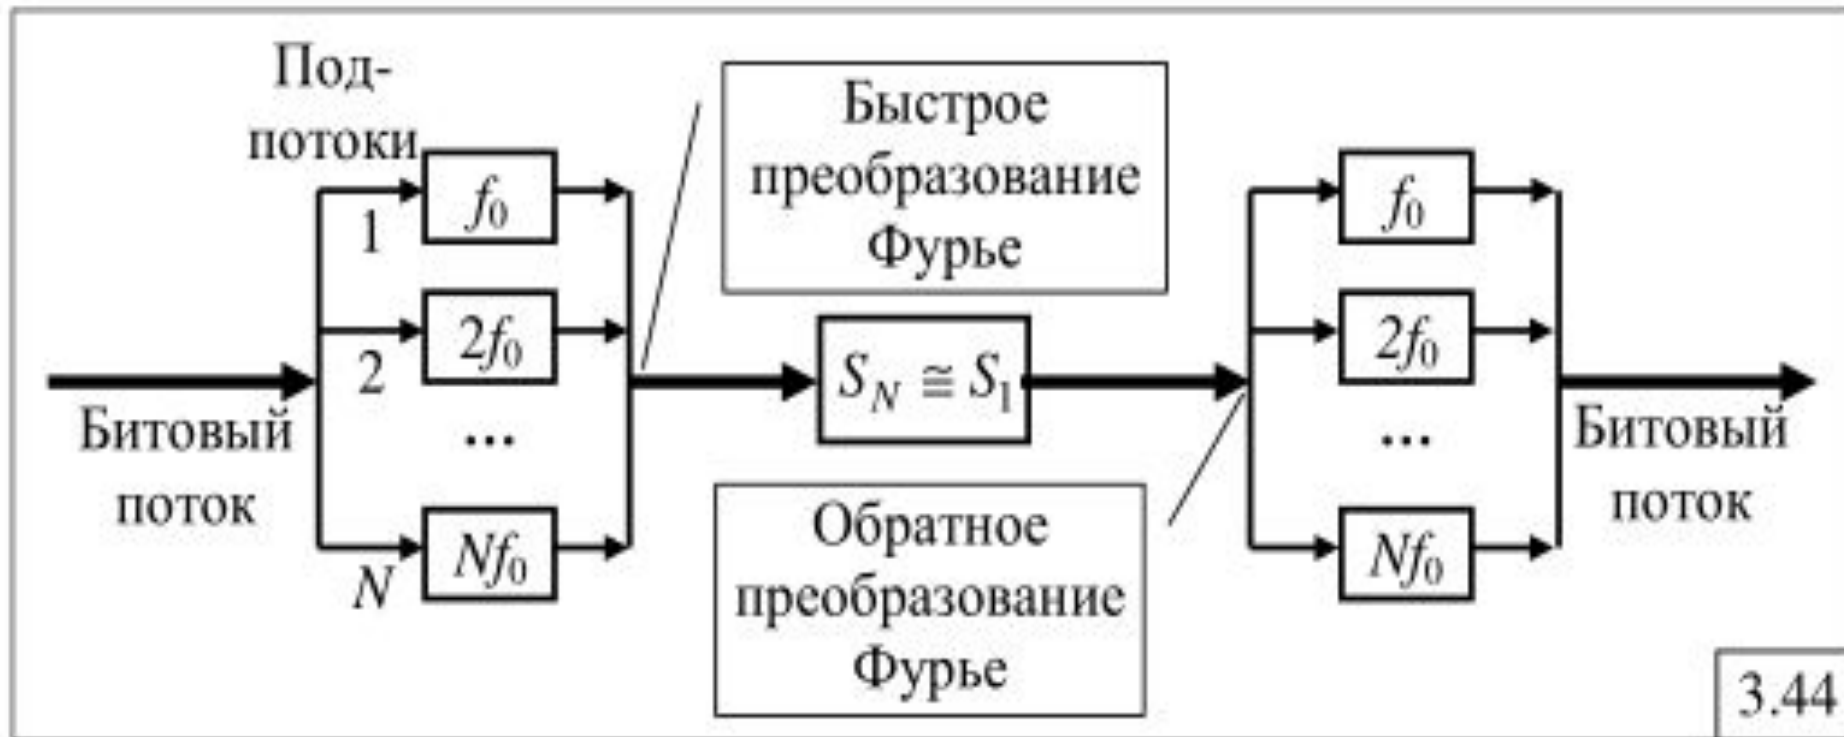 Под-
потоки
1
f₀
2
2f₀
...
N
Nf₀
Битовый
поток
Быстрое
преобразование
Фурье
S_N ≅ S₁
Обратное
преобразование
Фурье
f₀
2f₀
...
Nf₀
Битовый
поток
3.44